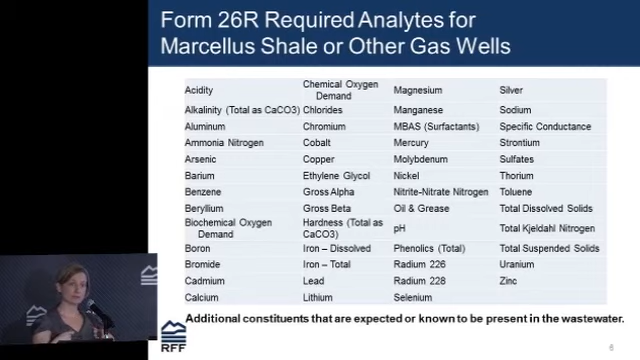 Form 26R Required Analytes for
Marcellus Shale or Other Gas Wells
Acidity
Chemical Oxygen
Demand
Magnesium
Silver
Alkalinity (Total as CaCO3)
Chlorides
Manganese
Sodium
Aluminum
Chromium
MBAS (Surfactants)
Specific Conductance
Ammonia Nitrogen
Cobalt
Mercury
Strontium
Arsenic
Copper
Molybdenum
Sulfates
Barium
Ethylene Glycol
Nickel
Thorium
Benzene
Gross Alpha
Nitrite-Nitrate Nitrogen
Toluene
Beryllium
Gross Beta
Oil & Grease
Total Dissolved Solids
Biochemical Oxygen
Demand
Hardness (Total as
CaCO3)
pH
Total Kjeldahl Nitrogen
Boron
Iron – Dissolved
Phenolics (Total)
Total Suspended Solids
Bromide
Iron – Total
Radium 226
Uranium
Cadmium
Lead
Radium 228
Zinc
Calcium
Lithium
Selenium
Additional constituents that are expected or known to be present in the wastewater.
RFF
6